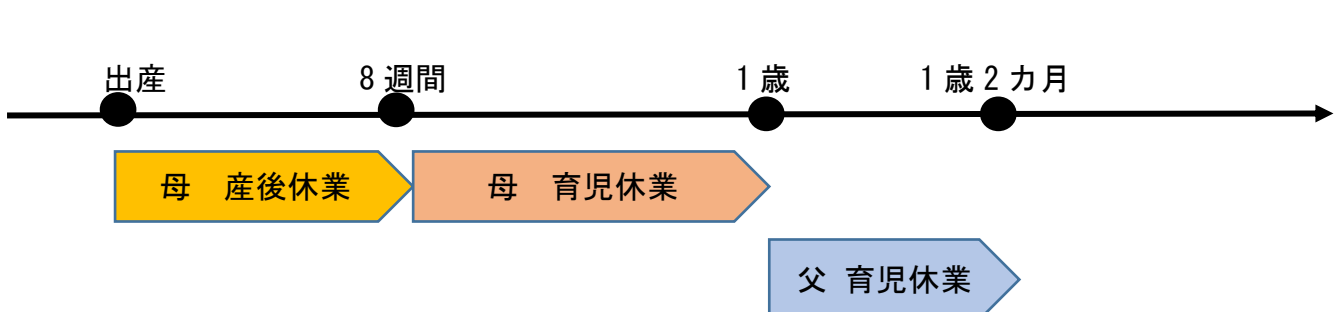 出産 8週間 1歳 1歳2カ月
母 産後休業 母 育児休業
父 育児休業